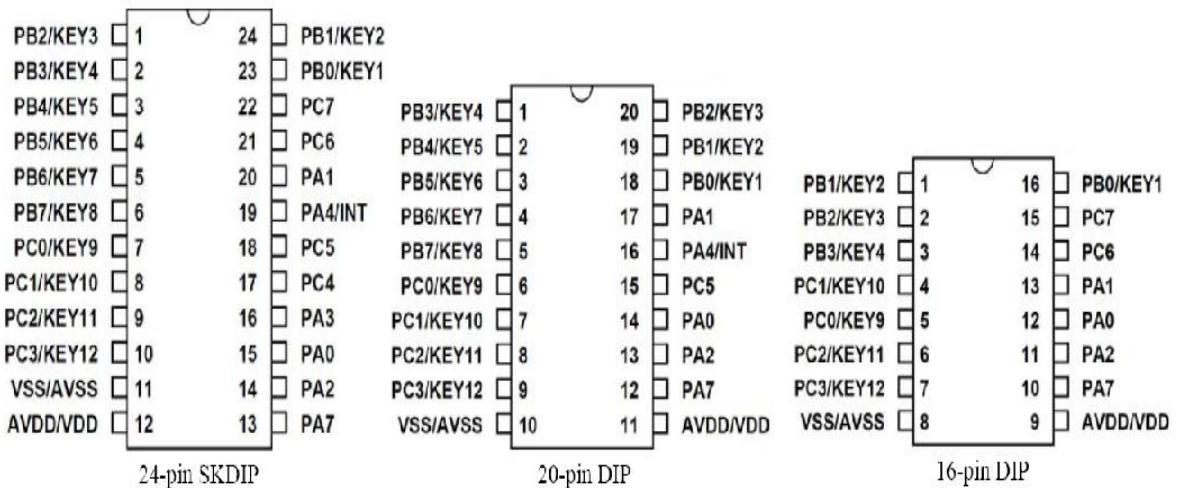 PB2/KEY3 1 24 PB1/KEY2
PB3/KEY4 2 23 PB0/KEY1
PB4/KEY5 3 22 PC7
PB5/KEY6 4 21 PC6
PB6/KEY7 5 20 PA1
PB7/KEY8 6 19 PA4/INT
PC0/KEY9 7 18 PC5
PC1/KEY10 8 17 PC4
PC2/KEY11 9 16 PA3
PC3/KEY12 10 15 PA0
VSS/AVSS 11 14 PA2
AVDD/VDD 12 13 PA7
24-pin SKDIP
PB3/KEY4 1 20 PB2/KEY3
PB4/KEY5 2 19 PB1/KEY2
PB5/KEY6 3 18 PB0/KEY1
PB6/KEY7 4 17 PA1
PB7/KEY8 5 16 PA4/INT
PC0/KEY9 6 15 PC5
PC1/KEY10 7 14 PA0
PC2/KEY11 8 13 PA2
PC3/KEY12 9 12 PA7
VSS/AVSS 10 11 AVDD/VDD
20-pin DIP
PB1/KEY2 1 16 PB0/KEY1
PB2/KEY3 2 15 PC7
PB3/KEY4 3 14 PC6
PC1/KEY10 4 13 PA1
PC0/KEY9 5 12 PA0
PC2/KEY11 6 11 PA2
PC3/KEY12 7 10 PA7
VSS/AVSS 8 9 AVDD/VDD
16-pin DIP